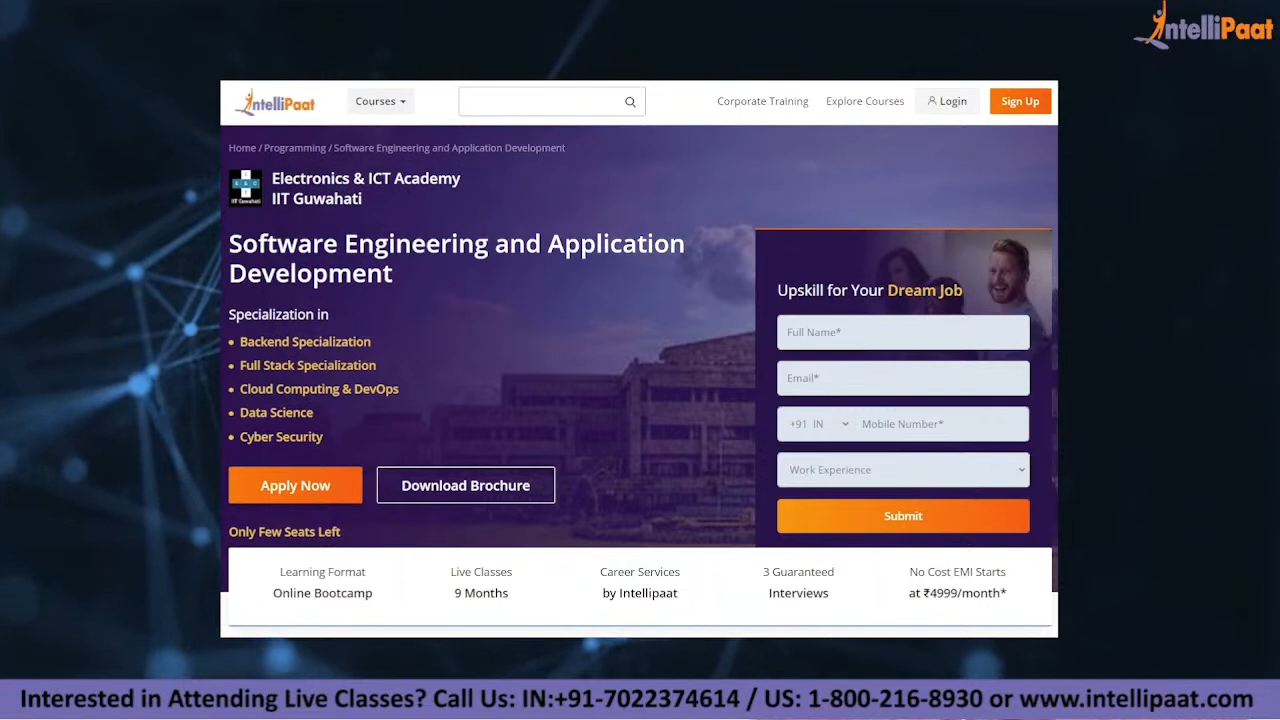 IntelliPaat
IntelliPaat
Courses
Corporate Training
Explore Courses
Login
Sign Up
Home / Programming / Software Engineering and Application Development
E & C
I
T
IIT Guwahati
Electronics & ICT Academy
IIT Guwahati
Software Engineering and Application
Development
Specialization in
• Backend Specialization
• Full Stack Specialization
• Cloud Computing & DevOps
• Data Science
• Cyber Security
Apply Now
Download Brochure
Only Few Seats Left
Upskill for Your Dream Job
Full Name*
Email*
+91 IN
Mobile Number*
Work Experience
Submit
Learning Format
Online Bootcamp
Live Classes
9 Months
Career Services
by Intellipaat
3 Guaranteed
Interviews
No Cost EMI Starts
at ₹4999/month*
Interested in Attending Live Classes? Call Us: IN:+91-7022374614 / US: 1-800-216-8930 or www.intellipaat.com